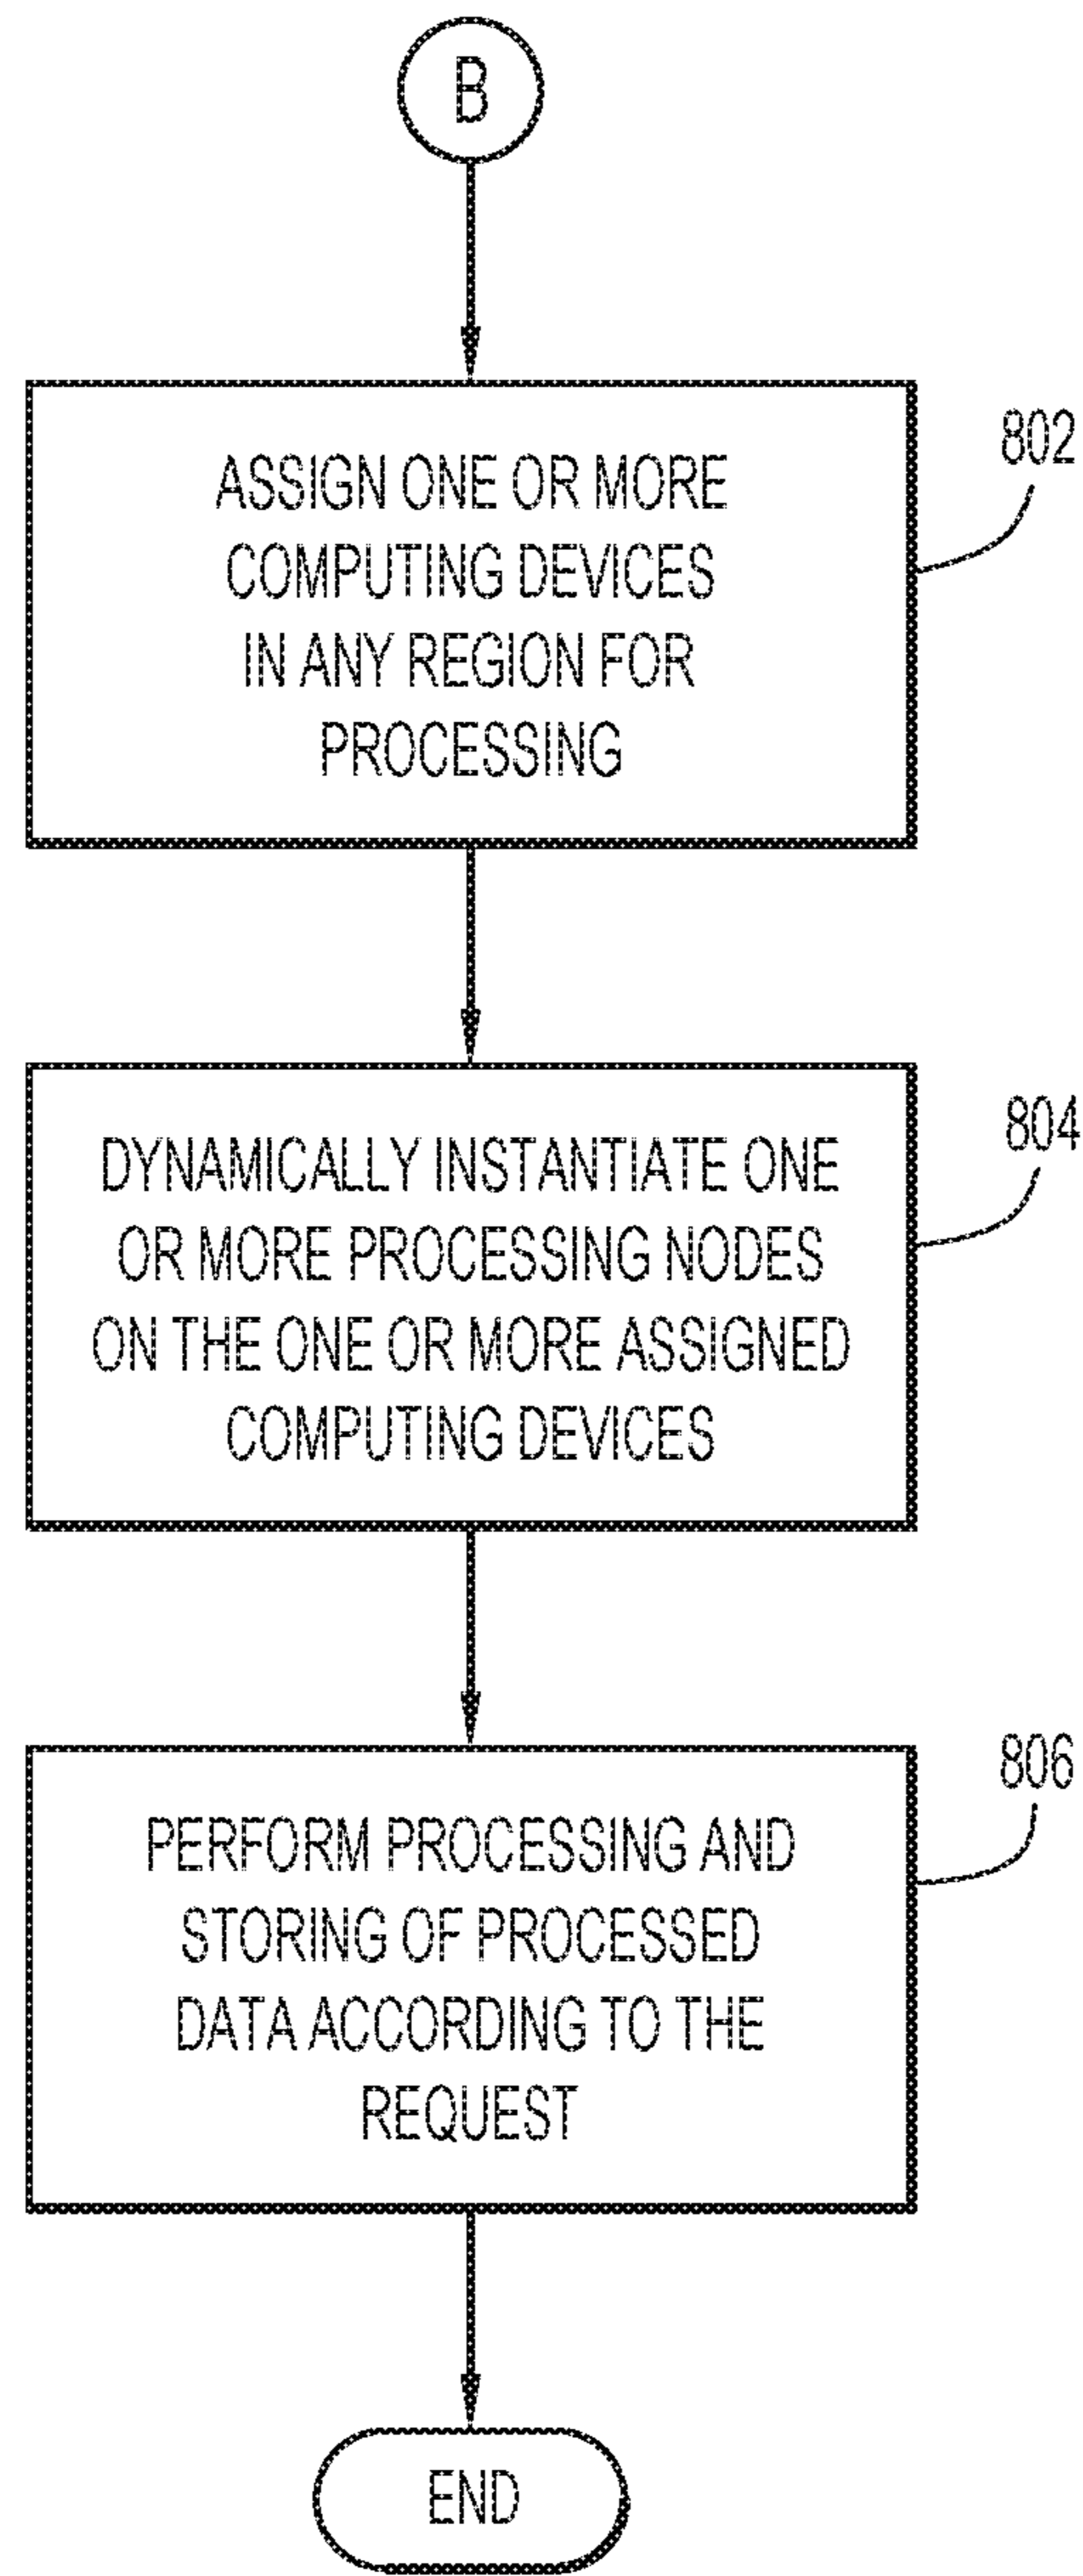 B
ASSIGN ONE OR MORE
COMPUTING DEVICES
IN ANY REGION FOR
PROCESSING
802
DYNAMICALLY INSTANTIATE ONE
OR MORE PROCESSING NODES
ON THE ONE OR MORE ASSIGNED
COMPUTING DEVICES
804
PERFORM PROCESSING AND
STORING OF PROCESSED
DATA ACCORDING TO THE
REQUEST
806
END